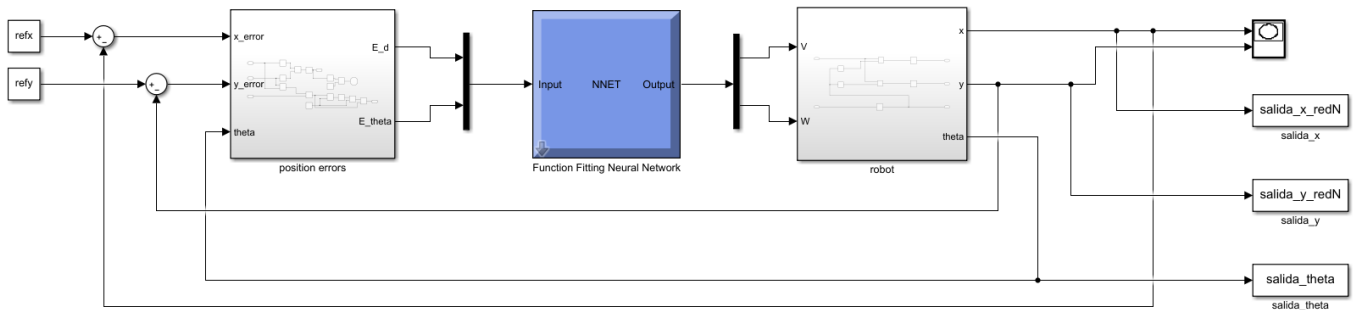 refx
refy
x_error
y_error
theta
E_d
E_theta
position errors
Input
NNET
Output
Function Fitting Neural Network
V
W
x
y
theta
robot
salida_x_redN
salida_x
salida_y_redN
salida_y
salida_theta
salida_theta